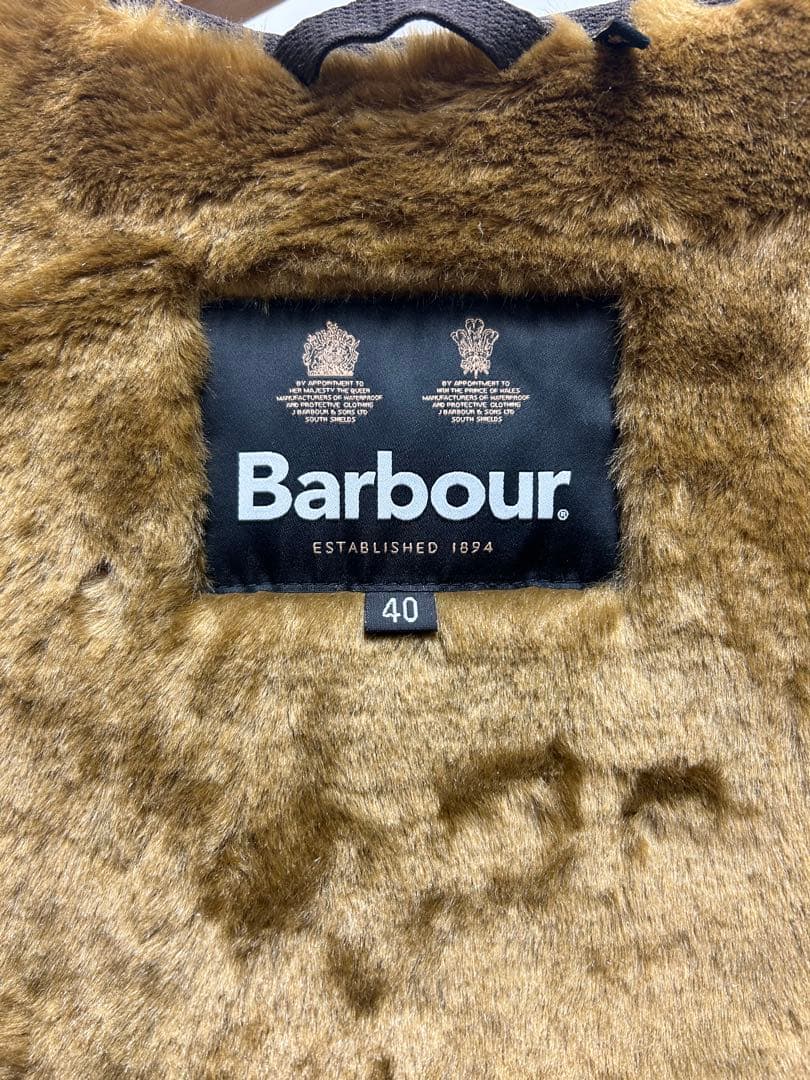 BY APPOINTMENT TO
HER MAJESTY THE QUEEN
MANUFACTURERS OF WATERPROOF
AND PROTECTIVE CLOTHING
J BARBOUR & SONS LTD
SOUTH SHIELDS
BY APPOINTMENT TO
HRH THE PRINCE OF WALES
MANUFACTURERS OF WATERPROOF
AND PROTECTIVE CLOTHING
J BARBOUR & SONS LTD
SOUTH SHIELDS
Barbour®
ESTABLISHED 1894
40